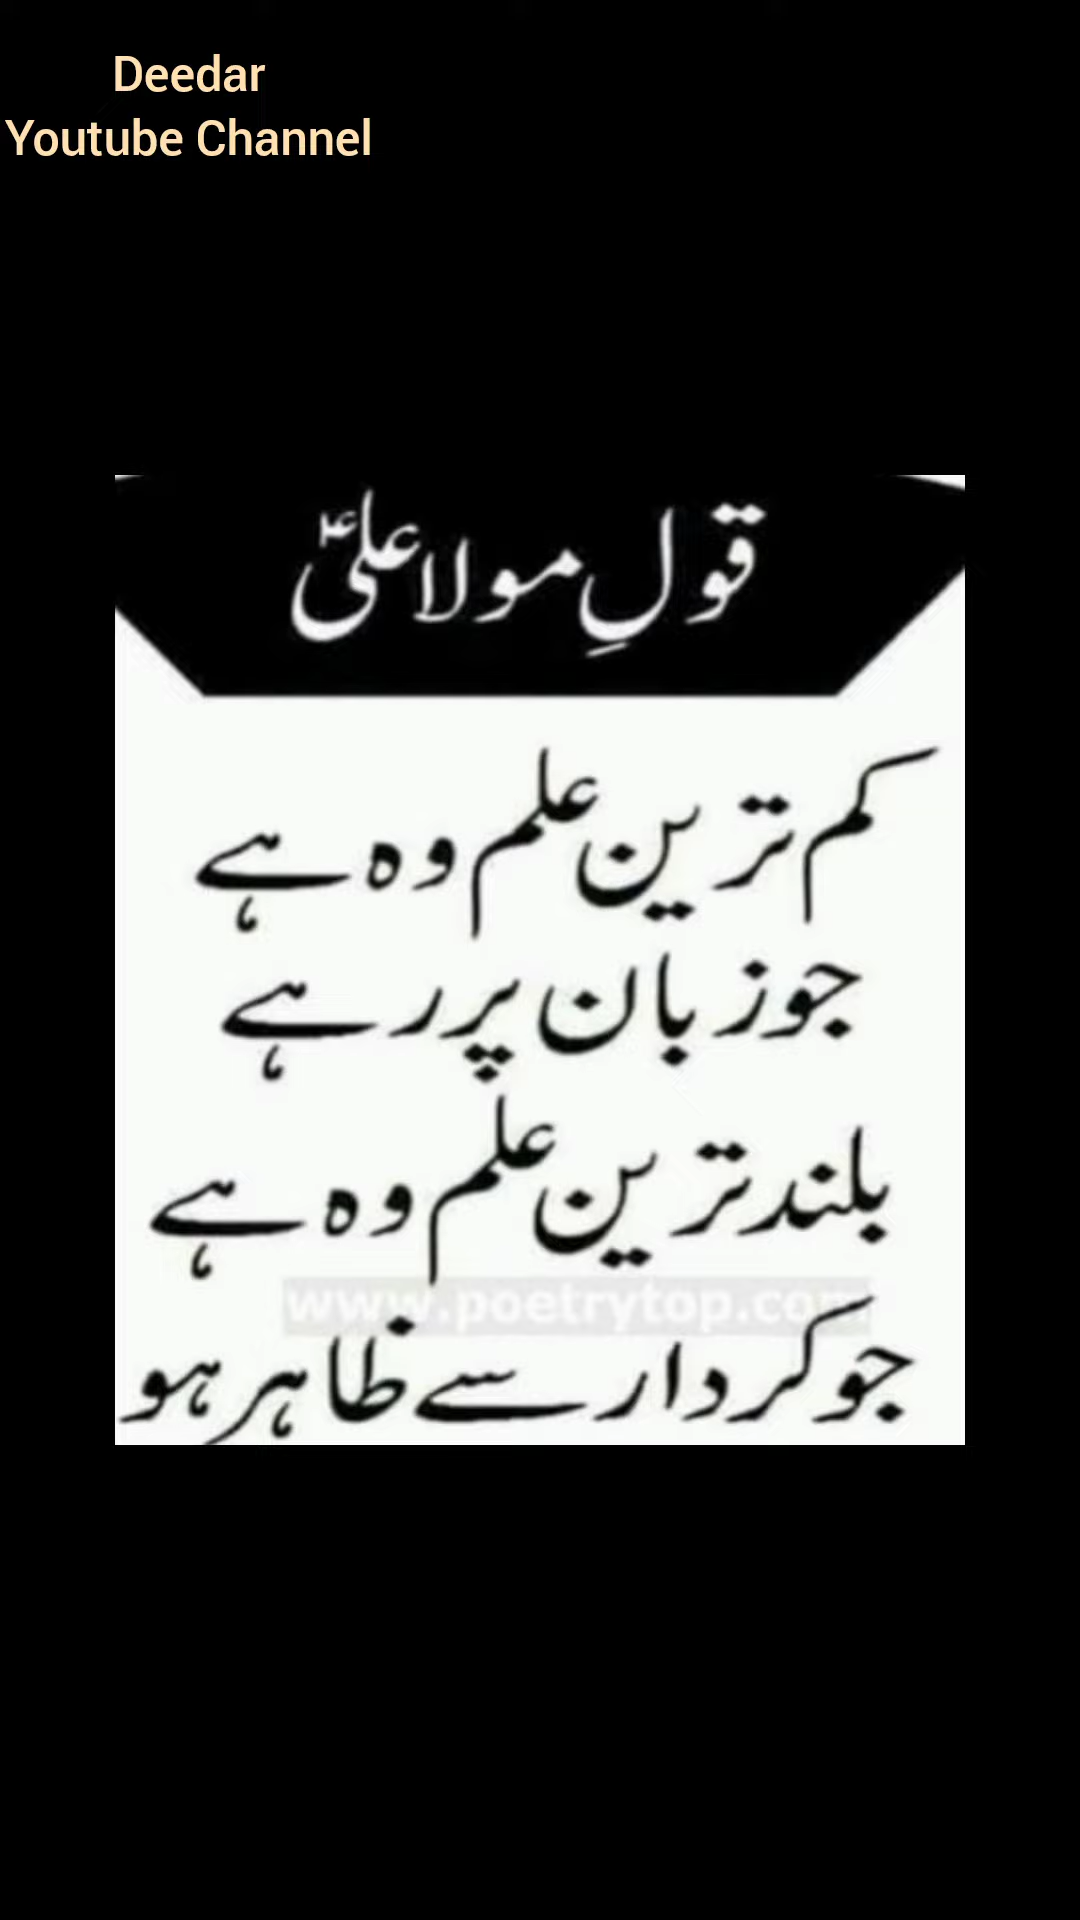 Deedar
Youtube Channel
قولِ مولا علیؑ
کم ترین علم وہ ہے
جو زبان پر رہے
بلند ترین علم وہ ہے
www.poetrytop.com
جو کردار سے ظاہر ہو